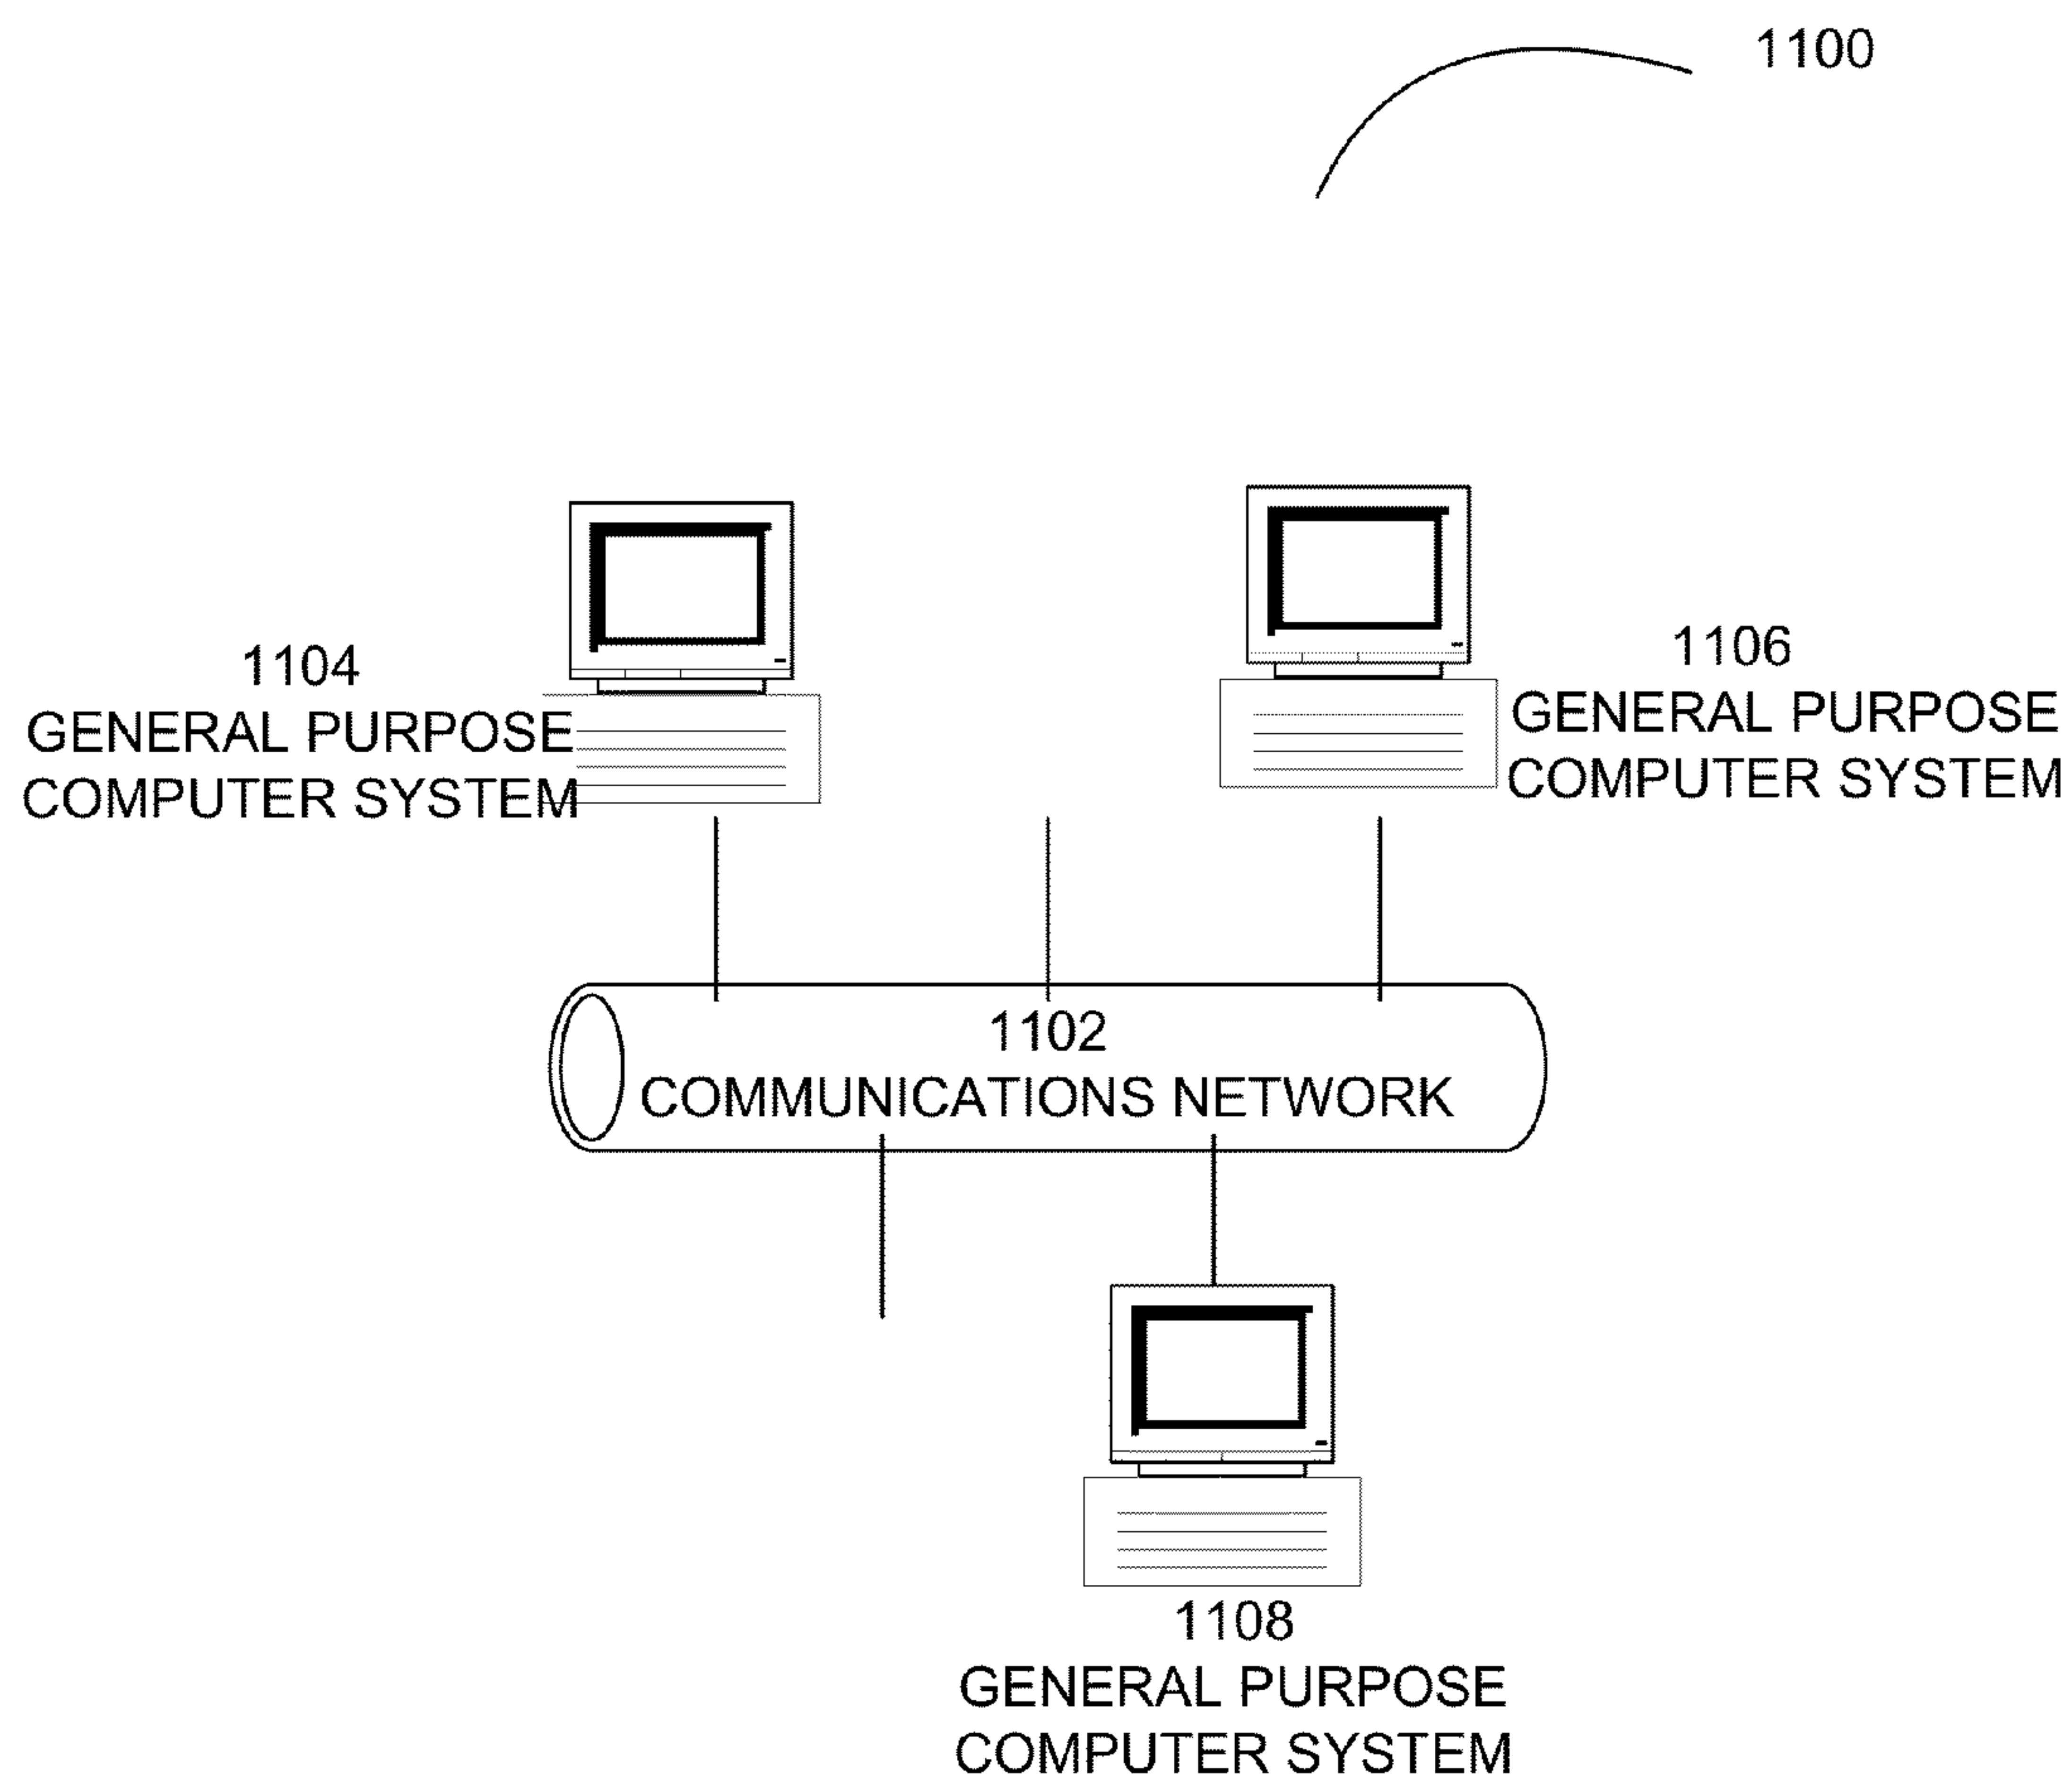 1100
1104
GENERAL PURPOSE
COMPUTER SYSTEM
1106
GENERAL PURPOSE
COMPUTER SYSTEM
1102
COMMUNICATIONS NETWORK
1108
GENERAL PURPOSE
COMPUTER SYSTEM